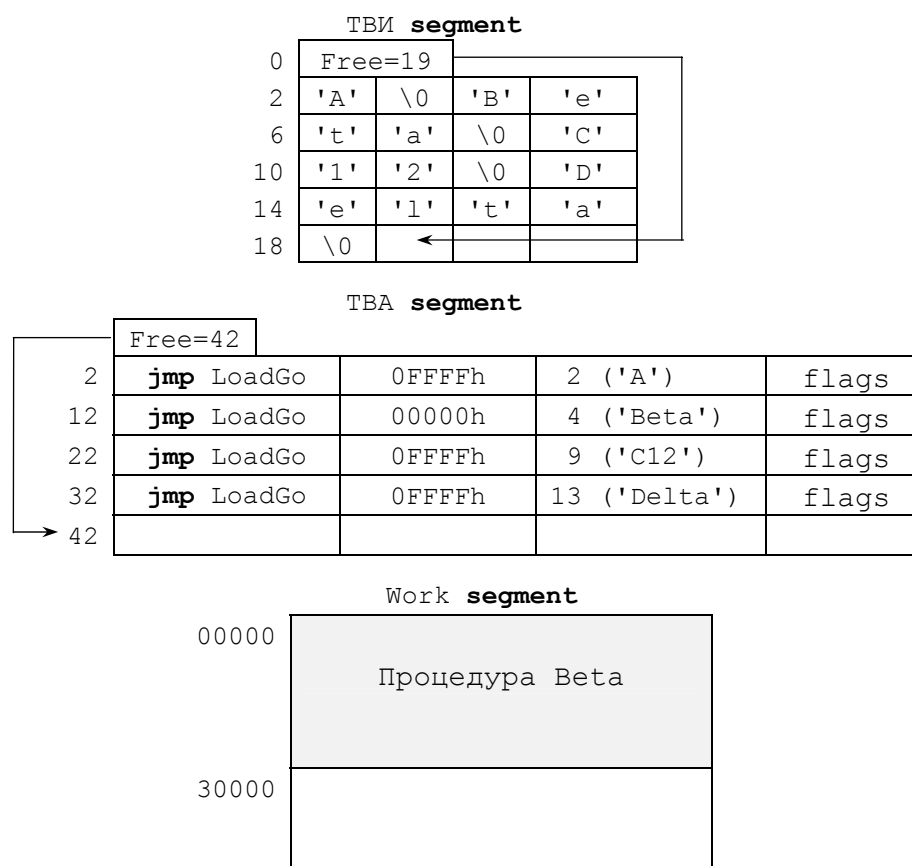 ТВИ segment
0 Free=19
2 'A' \0 'B' 'e'
6 't' 'a' \0 'C'
10 '1' '2' \0 'D'
14 'e' 'l' 't' 'a'
18 \0
ТВА segment
Free=42
2 jmp LoadGo 0FFFFh 2 ('A') flags
12 jmp LoadGo 00000h 4 ('Beta') flags
22 jmp LoadGo 0FFFFh 9 ('C12') flags
32 jmp LoadGo 0FFFFh 13 ('Delta') flags
42
Work segment
00000
Процедура Beta
30000